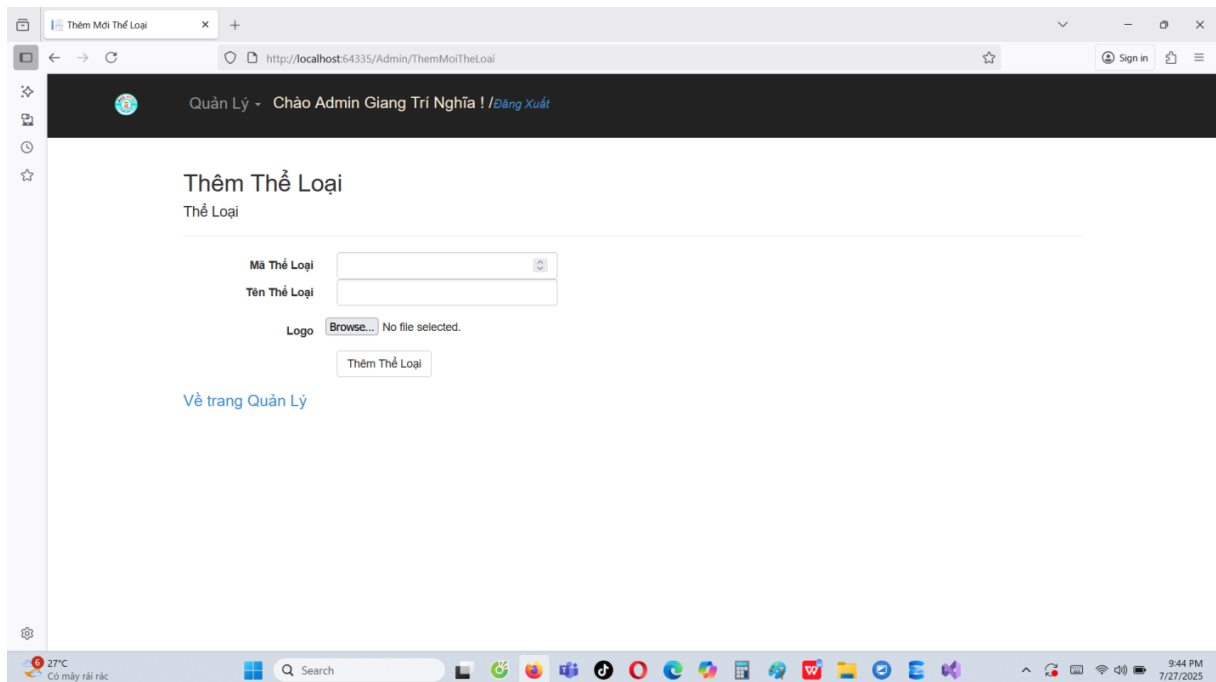 Thêm Mới Thể Loại
http://localhost:64335/Admin/ThemMoiTheLoai
Sign in
Quản Lý Chào Admin Giang Trí Nghĩa ! /Đăng Xuất
Thêm Thể Loại
Thể Loại
Mã Thể Loại
Tên Thể Loại
Logo Browse... No file selected.
Thêm Thể Loại
Về trang Quản Lý
6 27°C
Có mây rải rác
Search
9:44 PM
7/27/2025